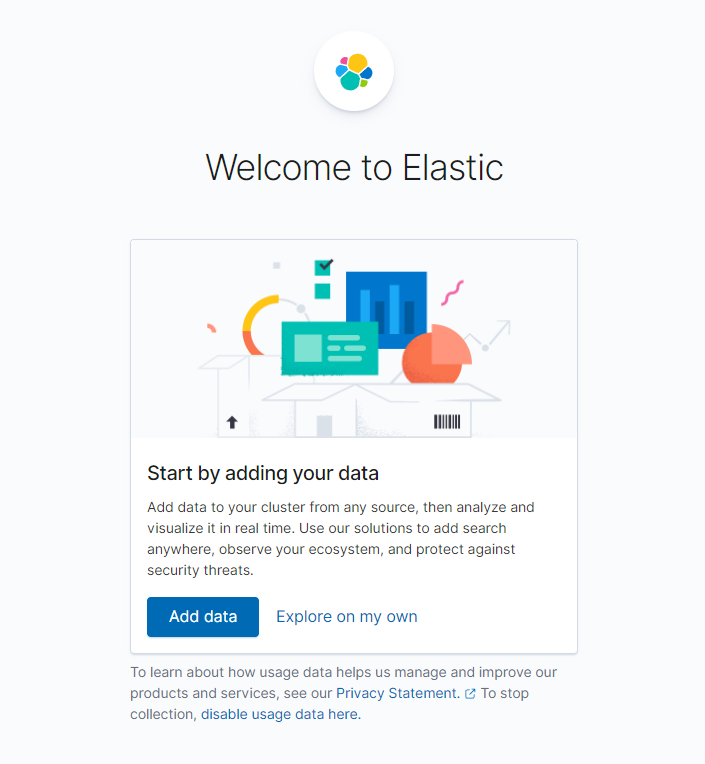 Welcome to Elastic
Start by adding your data
Add data to your cluster from any source, then analyze and
visualize it in real time. Use our solutions to add search
anywhere, observe your ecosystem, and protect against
security threats.
Add data
Explore on my own
To learn about how usage data helps us manage and improve our
products and services, see our Privacy Statement. To stop
collection, disable usage data here.